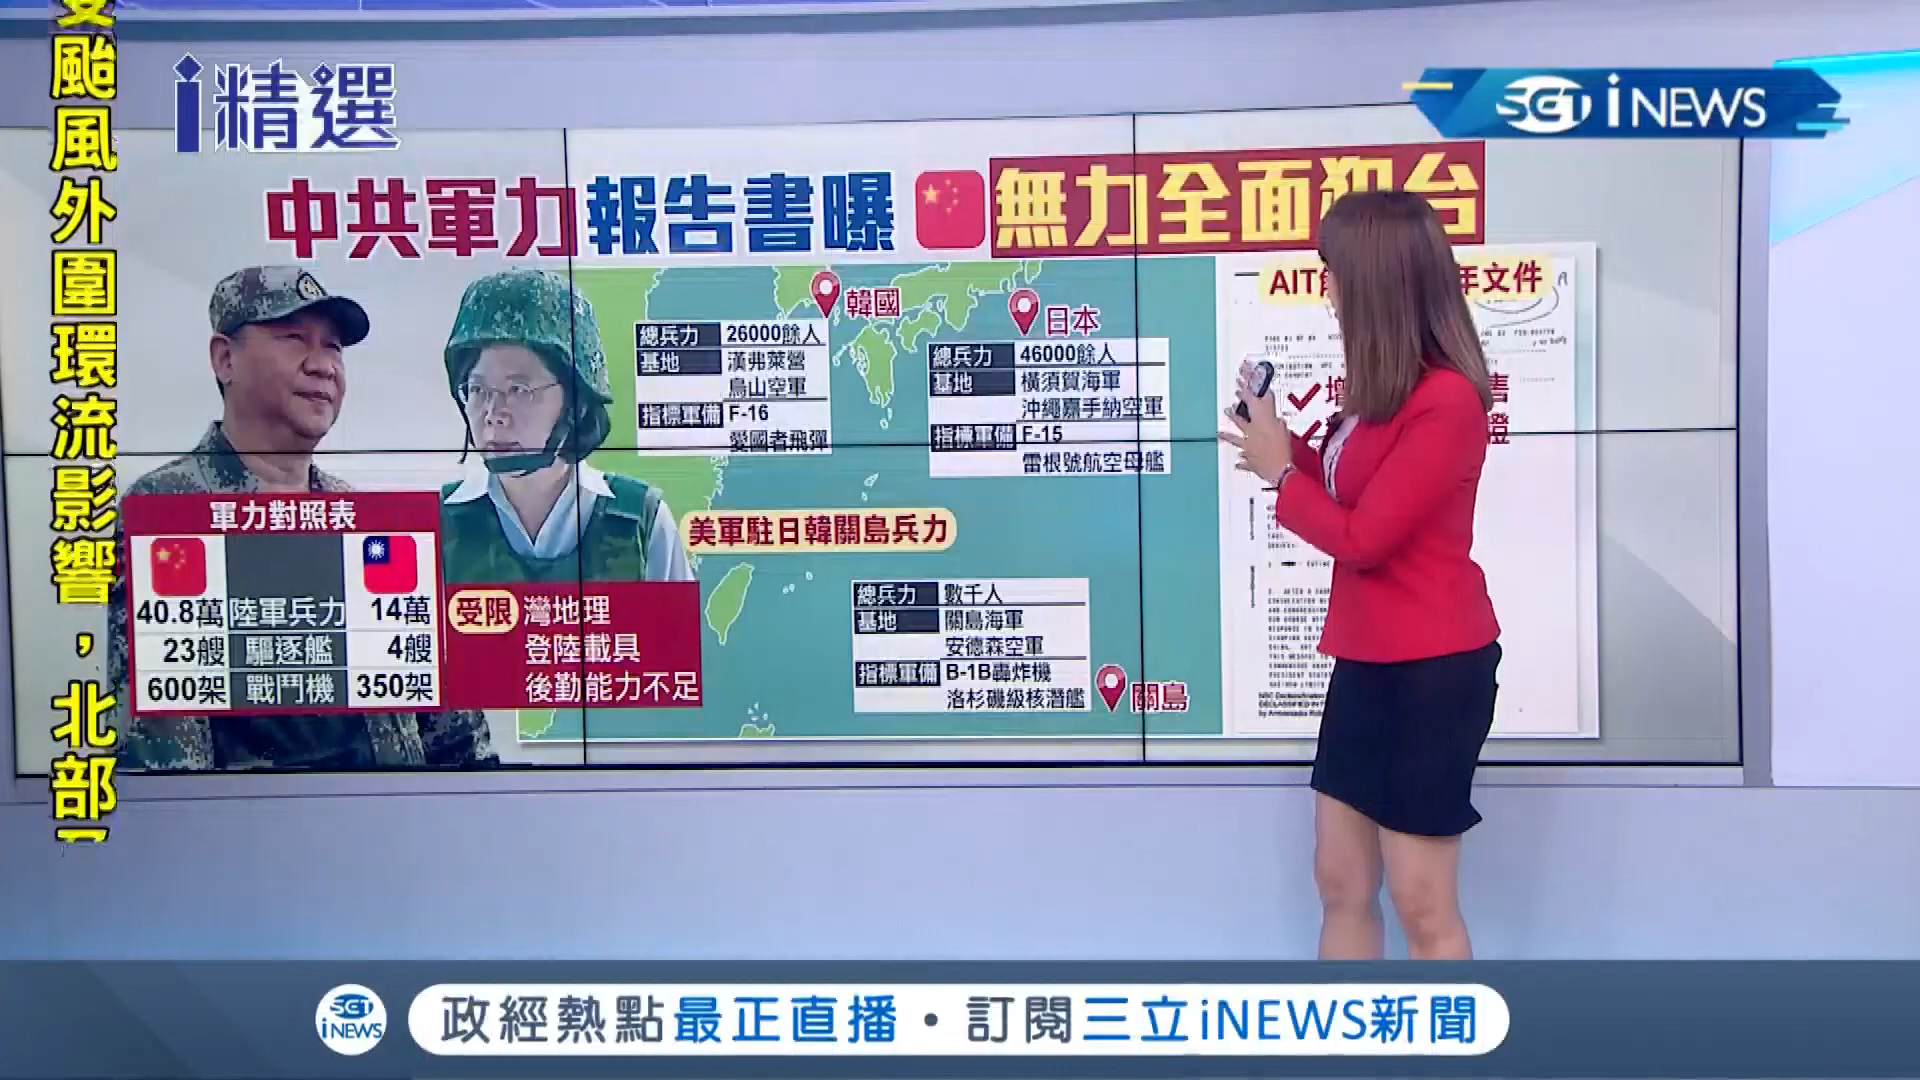 颱風外圍環流影響，北部
i精選
SET iNEWS
中共軍力報告書曝 無力全面犯台
韓國
總兵力 26000餘人
基地 漢弗萊營
烏山空軍
指標軍備 F-16
愛國者飛彈
日本
總兵力 46000餘人
基地 橫須賀海軍
沖繩嘉手納空軍
指標軍備 F-15
雷根號航空母艦
AIT
年文件
增
售
證
美軍駐日韓關島兵力
總兵力 數千人
基地 關島海軍
安德森空軍
指標軍備 B-1B轟炸機
洛杉磯級核潛艦
關島
軍力對照表
40.8萬 陸軍兵力 14萬
23艘 驅逐艦 4艘
600架 戰鬥機 350架
受限 灣地理
登陸載具
後勤能力不足
SET iNEWS
政經熱點最正直播・訂閱三立iNEWS新聞